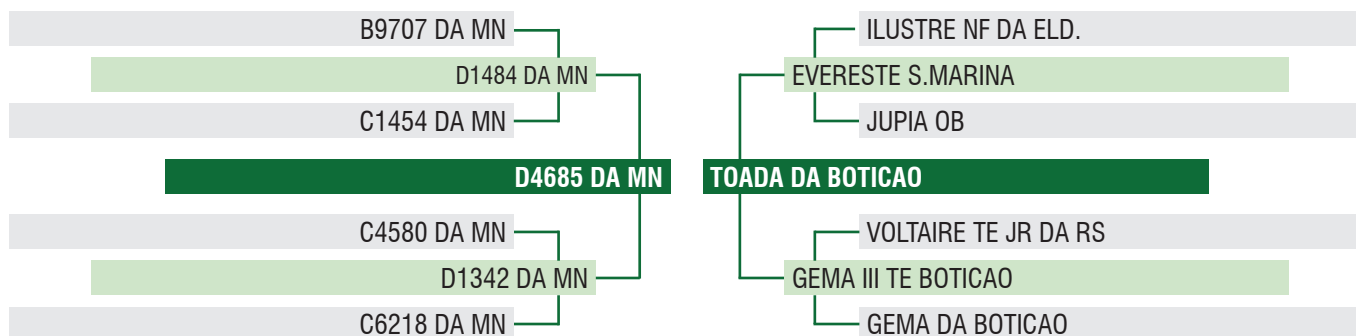 B9707 DA MN
ILUSTRE NF DA ELD.
D1484 DA MN
EVERESTE S.MARINA
C1454 DA MN
JUPIA OB
D4685 DA MN
TOADA DA BOTICAO
C4580 DA MN
VOLTAIRE TE JR DA RS
D1342 DA MN
GEMA III TE BOTICAO
C6218 DA MN
GEMA DA BOTICAO